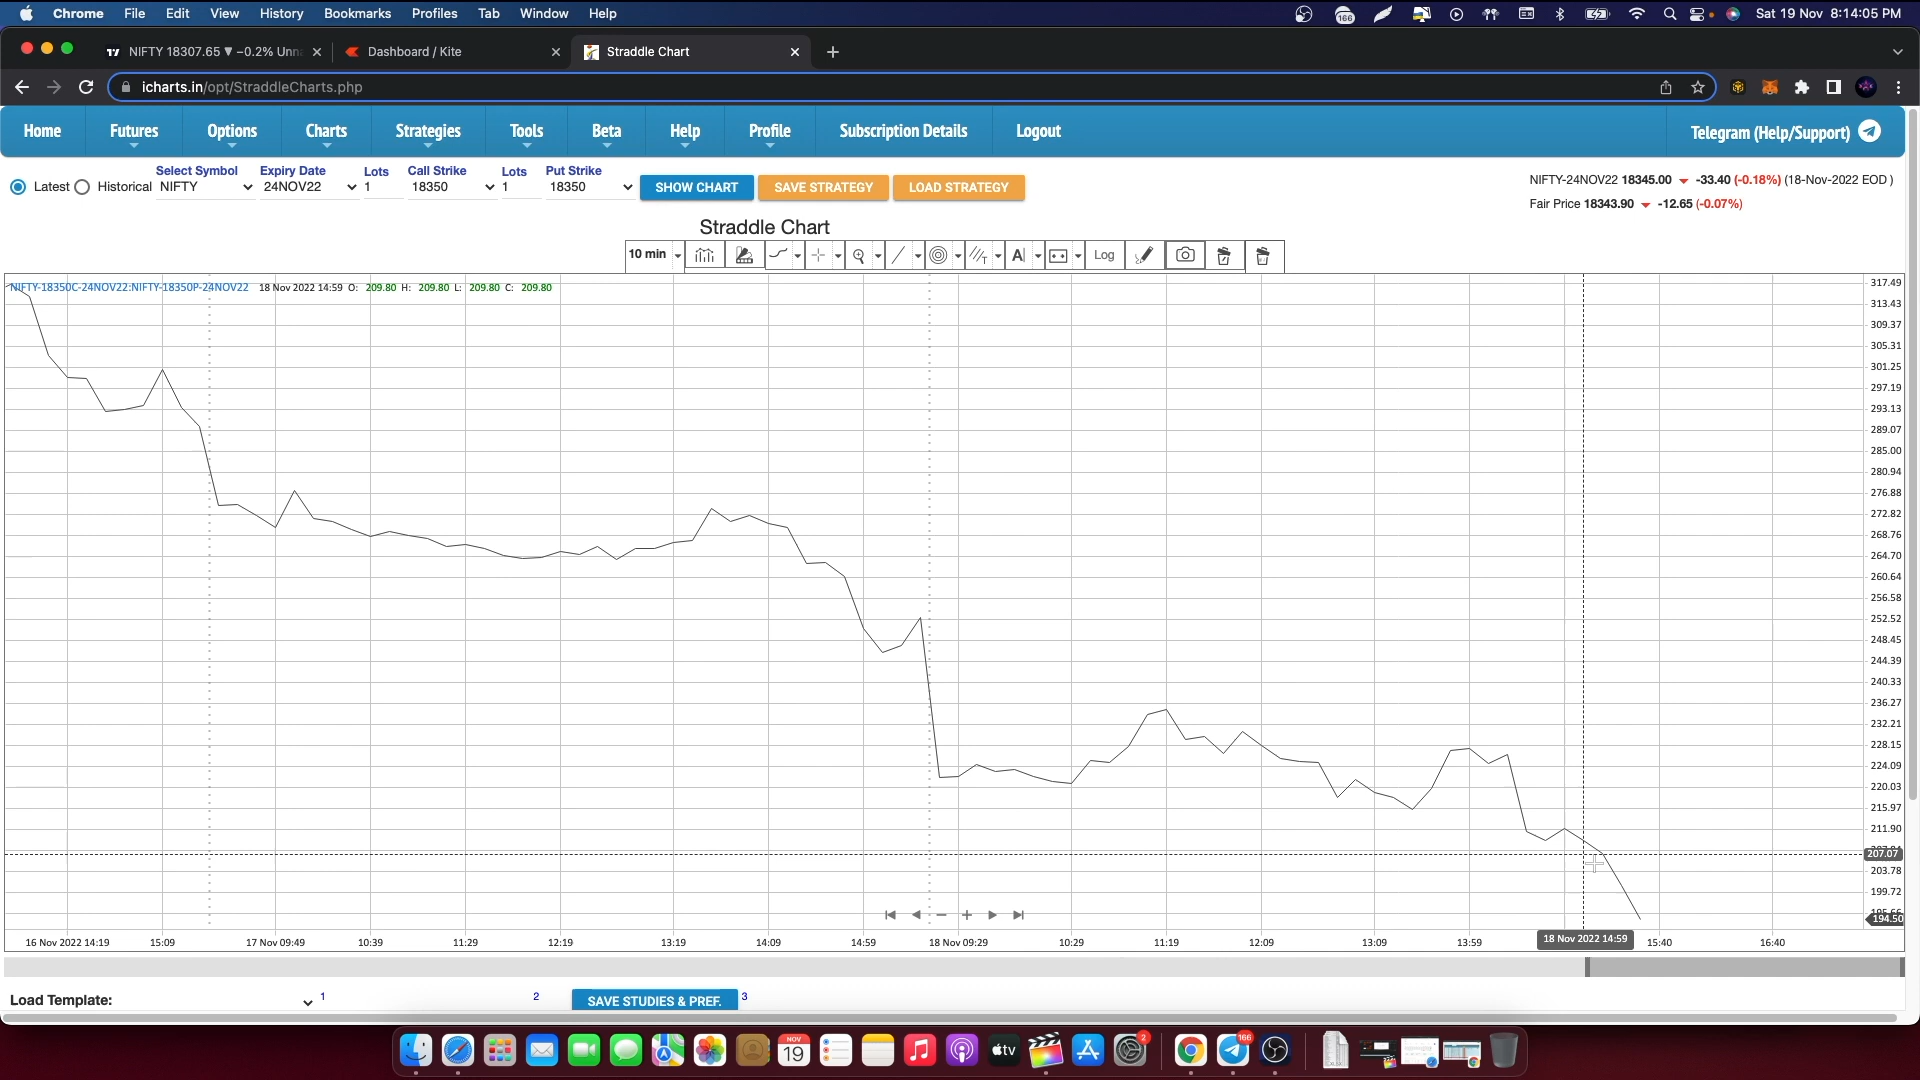 Chrome File Edit View History Bookmarks Profiles Tab Window Help 166 Sat 19 Nov 8:14:05 PM
NIFTY 18307.65 ▼ −0.2% Unna Dashboard / Kite Straddle Chart
icharts.in/opt/StraddleCharts.php
Home Futures Options Charts Strategies Tools Beta Help Profile Subscription Details Logout Telegram (Help/Support)
Select Symbol Expiry Date Lots Call Strike Lots Put Strike
Latest Historical NIFTY 24NOV22 1 18350 1 18350 SHOW CHART SAVE STRATEGY LOAD STRATEGY
NIFTY-24NOV22 18345.00 ▼ -33.40 (-0.18%) (18-Nov-2022 EOD )
Fair Price 18343.90 ▼ -12.65 (-0.07%)
Straddle Chart
10 min T A Log
NIFTY-18350C-24NOV22:NIFTY-18350P-24NOV22 18 Nov 2022 14:59 O: 209.80 H: 209.80 L: 209.80 C: 209.80
317.49
313.43
309.37
305.31
301.25
297.19
293.13
289.07
285.00
280.94
276.88
272.82
268.76
264.70
260.64
256.58
252.52
248.45
244.39
240.33
236.27
232.21
228.15
224.09
220.03
215.97
211.90
207.07
203.78
199.72
194.50
16 Nov 2022 14:19 15:09 17 Nov 09:49 10:39 11:29 12:19 13:19 14:09 14:59 18 Nov 09:29 10:29 11:19 12:09 13:09 13:59 18 Nov 2022 14:59 15:40 16:40
Load Template: 1 2 SAVE STUDIES & PREF. 3
NOV
19
tv
2
166